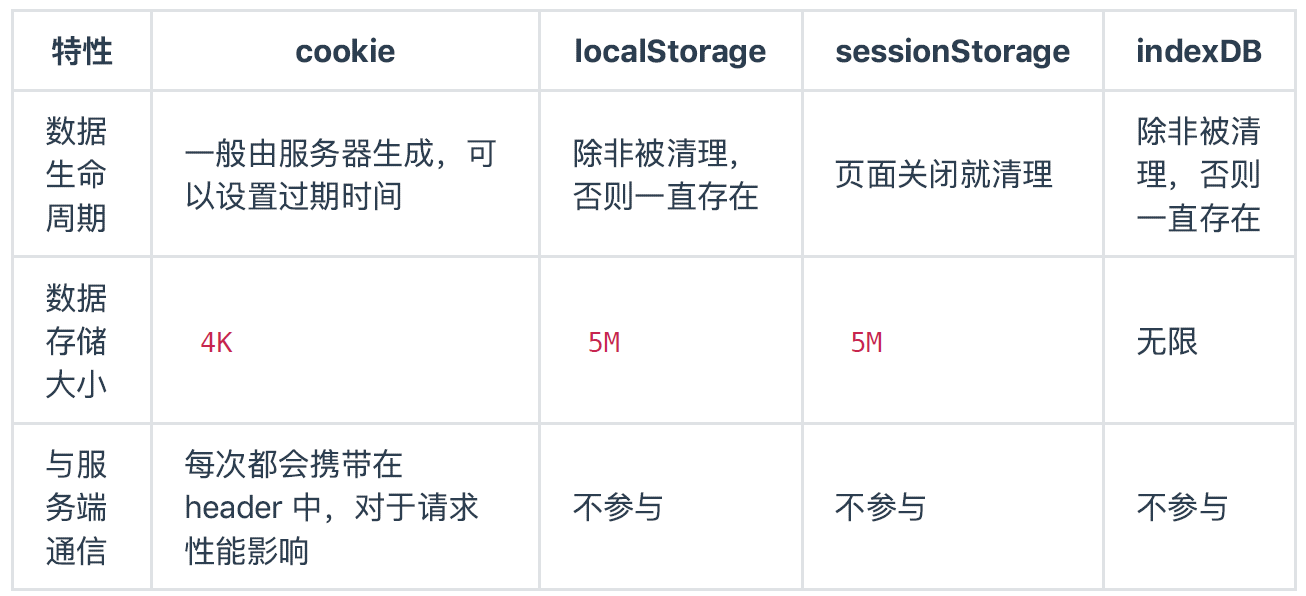 特性
cookie
localStorage
sessionStorage
indexDB
数据
生命
周期
一般由服务器生成，可
以设置过期时间
除非被清理，
否则一直存在
页面关闭就清理
除非被清
理，否则
一直存在
数据
存储
大小
4K
5M
5M
无限
与服
务端
通信
每次都会携带在
header 中，对于请求
性能影响
不参与
不参与
不参与